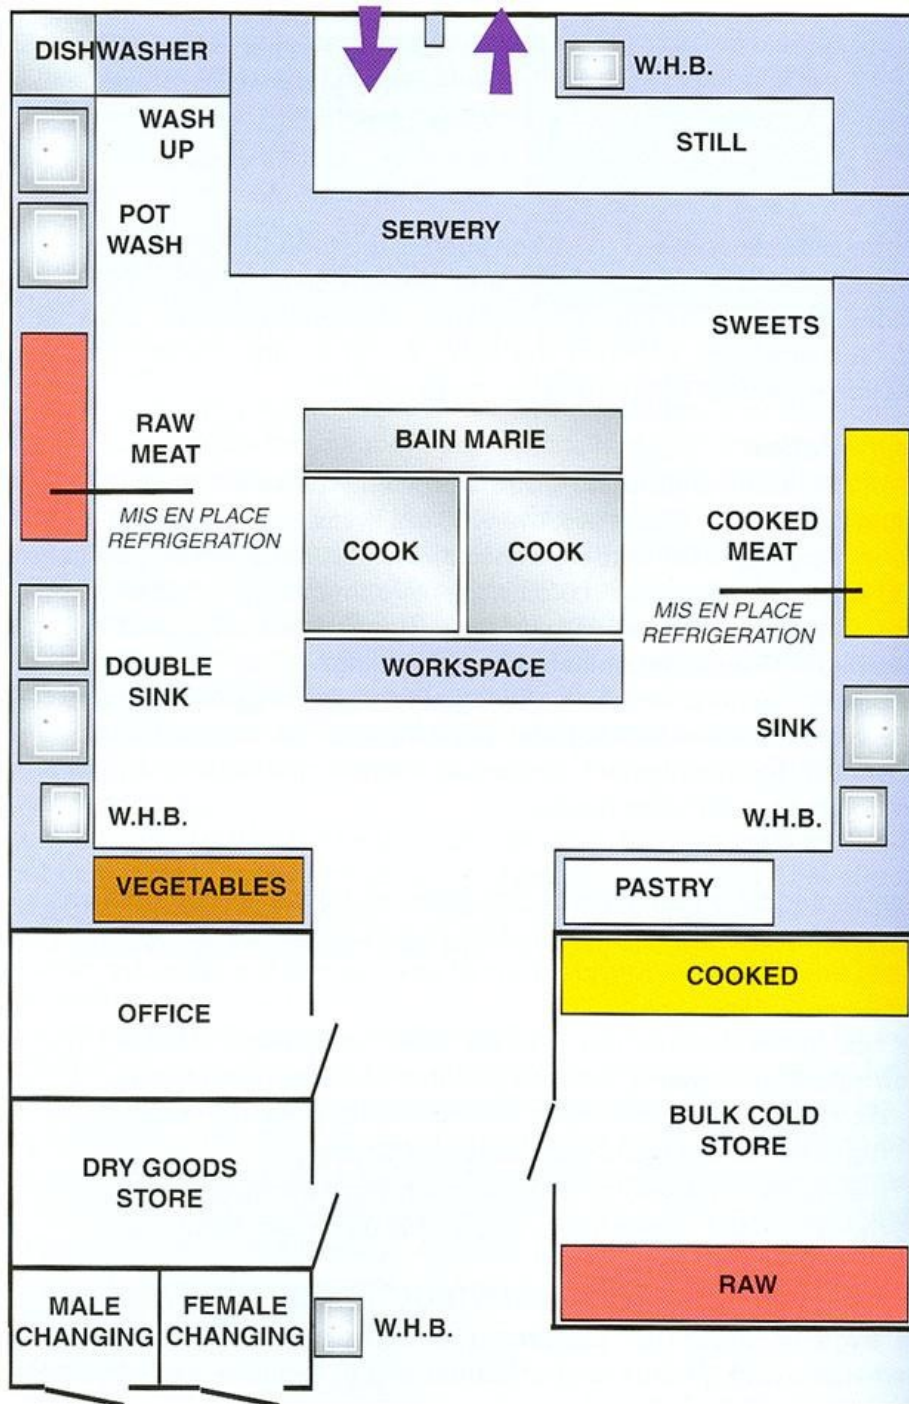 DISHWASHER
W.H.B.
WASH
UP
STILL
POT
WASH
SERVERY
SWEETS
RAW
MEAT
MIS EN PLACE
REFRIGERATION
BAIN MARIE
COOK
COOK
WORKSPACE
COOKED
MEAT
MIS EN PLACE
REFRIGERATION
DOUBLE
SINK
SINK
W.H.B.
W.H.B.
VEGETABLES
PASTRY
OFFICE
COOKED
DRY GOODS
STORE
BULK COLD
STORE
RAW
MALE
CHANGING
FEMALE
CHANGING
W.H.B.